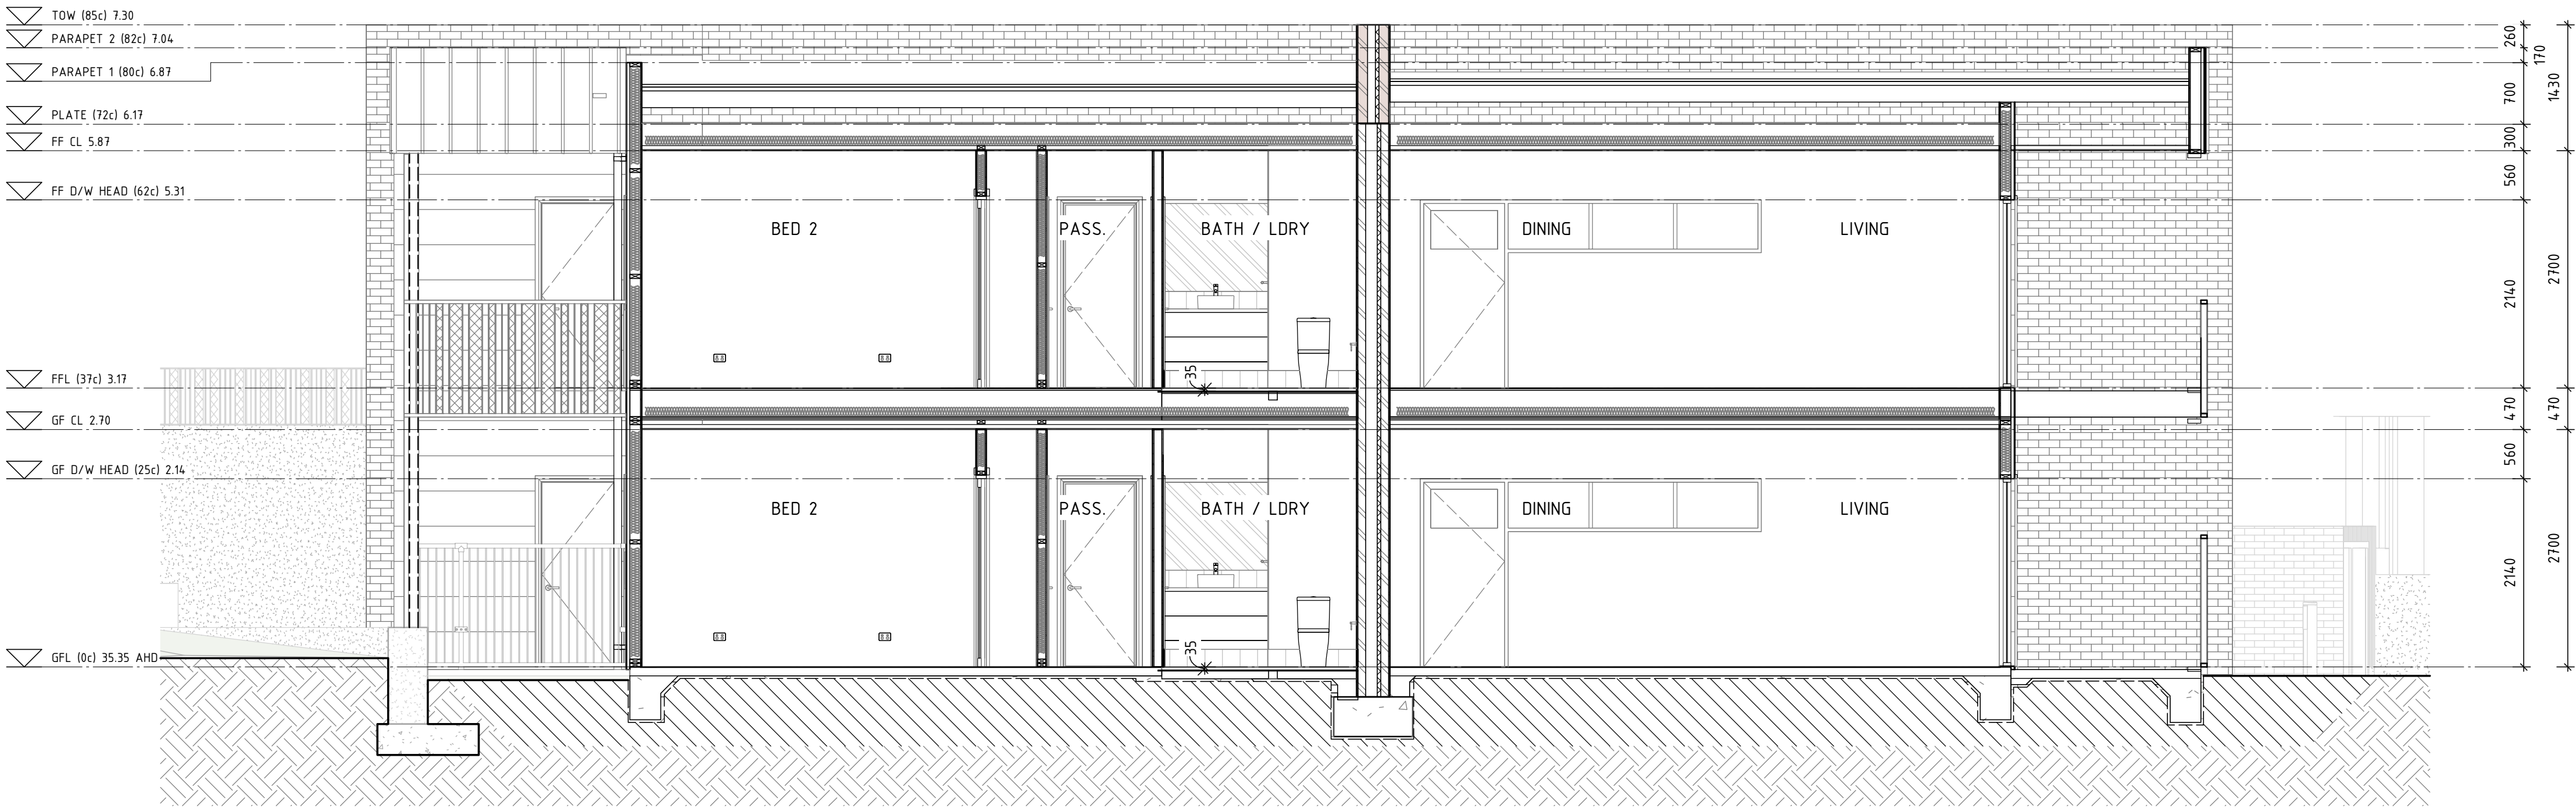 TOW (85c) 7.30
PARAPET 2 (82c) 7.04
PARAPET 1 (80c) 6.87
PLATE (72c) 6.17
FF CL 5.87
FF D/W HEAD (62c) 5.31
FFL (37c) 3.17
GF CL 2.70
GF D/W HEAD (25c) 2.14
GFL (0c) 35.35 AHD
BED 2
PASS.
BATH / LDRY
DINING
LIVING
35
BED 2
PASS.
BATH / LDRY
DINING
LIVING
35
260
170
700
1430
300
560
2140
2700
470
470
560
2140
2700